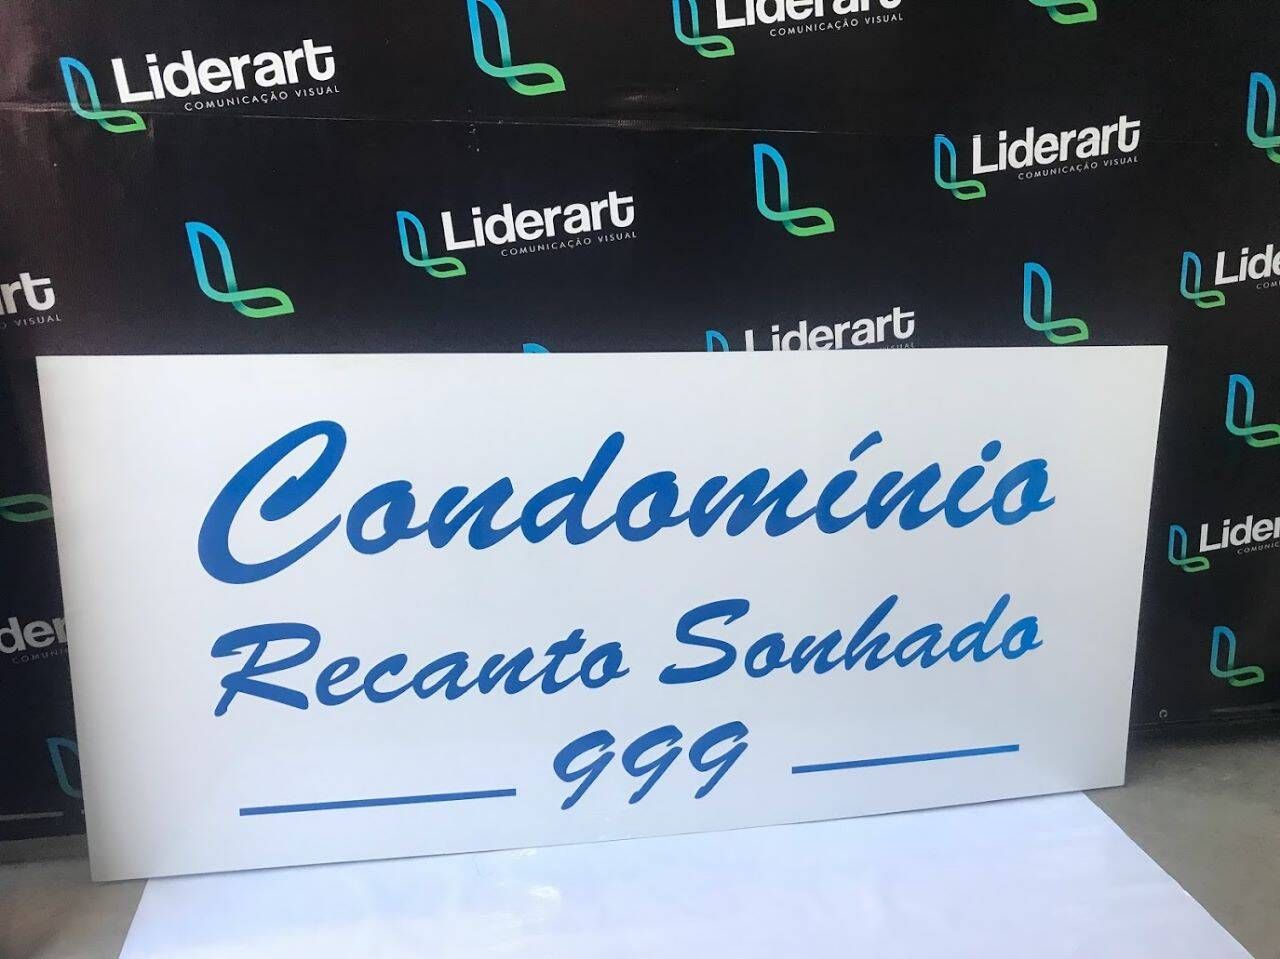 Liderart
COMUNICAÇÃO VISUAL
Liderart
COMUNICAÇÃO VISUAL
Liderart
COMUNICAÇÃO VISUAL
Liderart
COMUNICAÇÃO VISUAL
Liderart
Condomínio
Recanto Sonhado
999